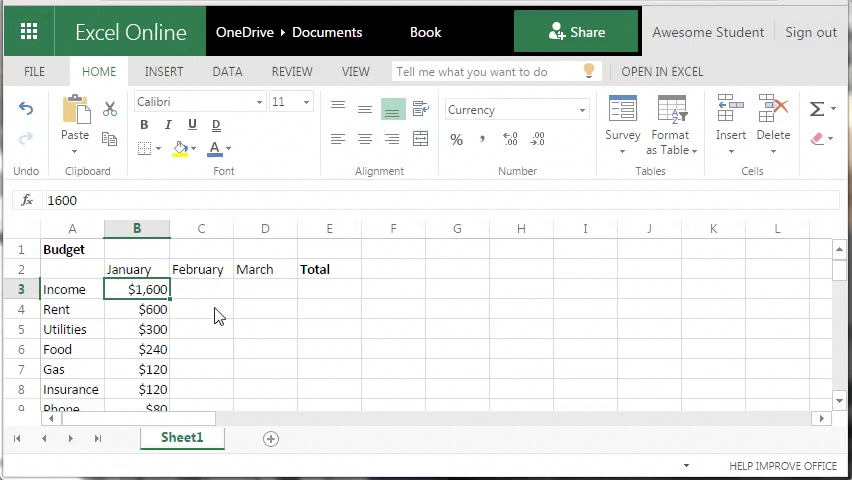 Excel Online OneDrive Documents Book Share Awesome Student Sign out
FILE HOME INSERT DATA REVIEW VIEW Tell me what you want to do OPEN IN EXCEL
Paste
Calibri 11
B I U D
A
Currency
% , .00
.0 .00
Survey
Format
as Table
Insert Delete
Σ
Undo Clipboard Font Alignment Number Tables Cells
fx 1600
A B C D E F G H I J K L
1 Budget
2 January February March Total
3 Income $1,600
4 Rent $600
5 Utilities $300
6 Food $240
7 Gas $120
8 Insurance $120
9 Phone $80
Sheet1
HELP IMPROVE OFFICE